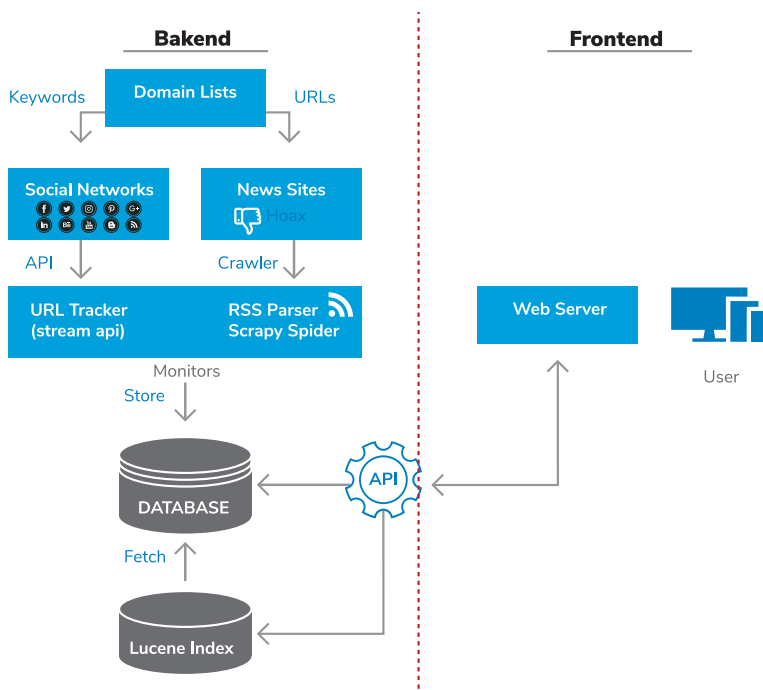 Bakend
Frontend
Keywords
Domain Lists
URLs
Social Networks
News Sites
Hoax
API
Crawler
URL Tracker
(stream api)
RSS Parser
Scrapy Spider
Web Server
Monitors
User
Store
API
DATABASE
Fetch
Lucene Index